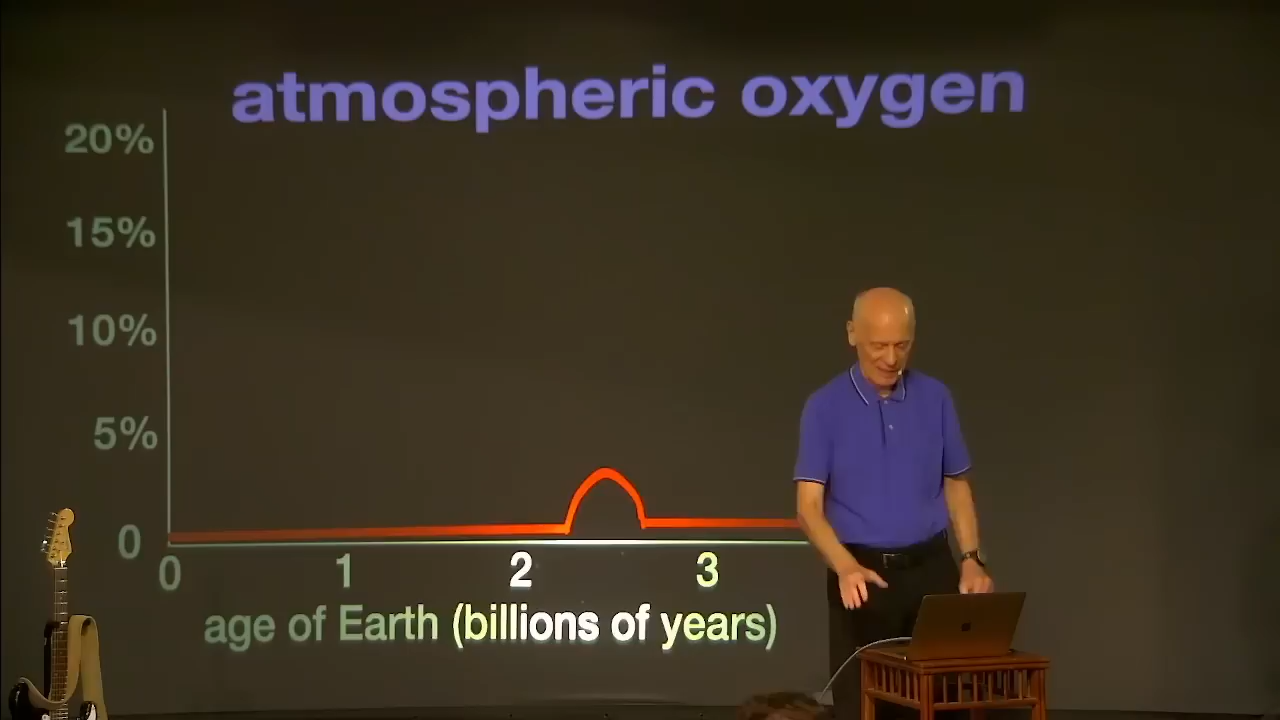 atmospheric oxygen
20%
15%
10%
5%
0
0 1 2 3
age of Earth (billions of years)